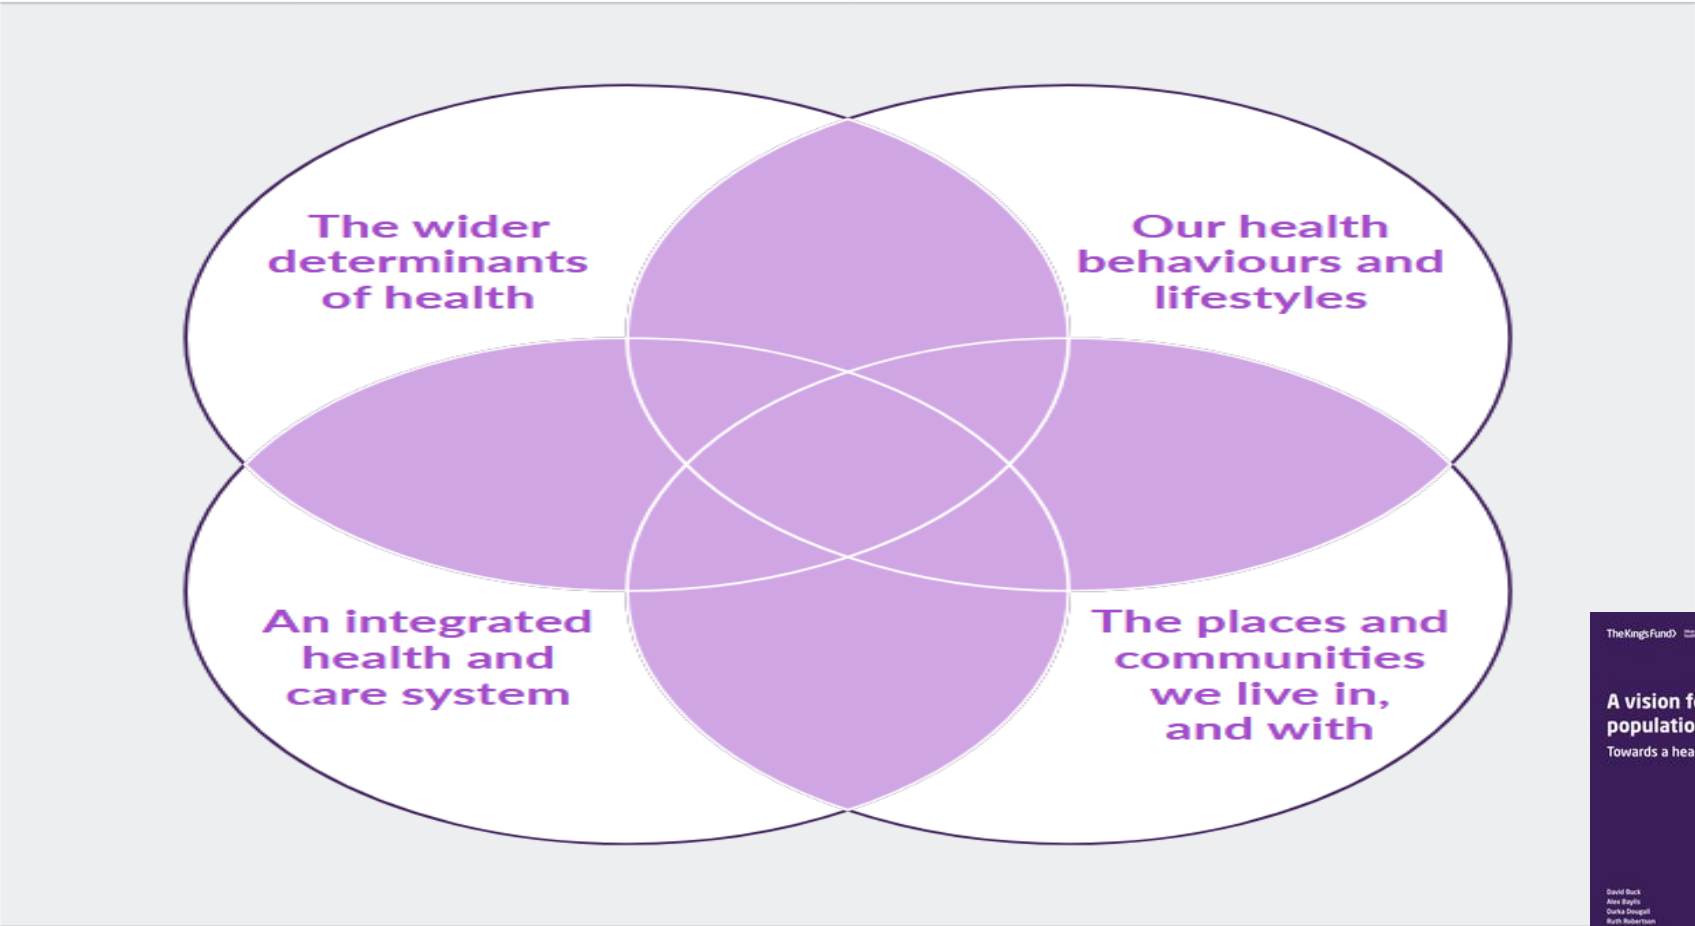 The wider
determinants
of health
Our health
behaviours and
lifestyles
An integrated
health and
care system
The places and
communities
we live in,
and with
TheKingsFund>
A vision f
populatio
Towards a hea
David Buck
Alex Baylis
Durka Dougall
Ruth Robertson